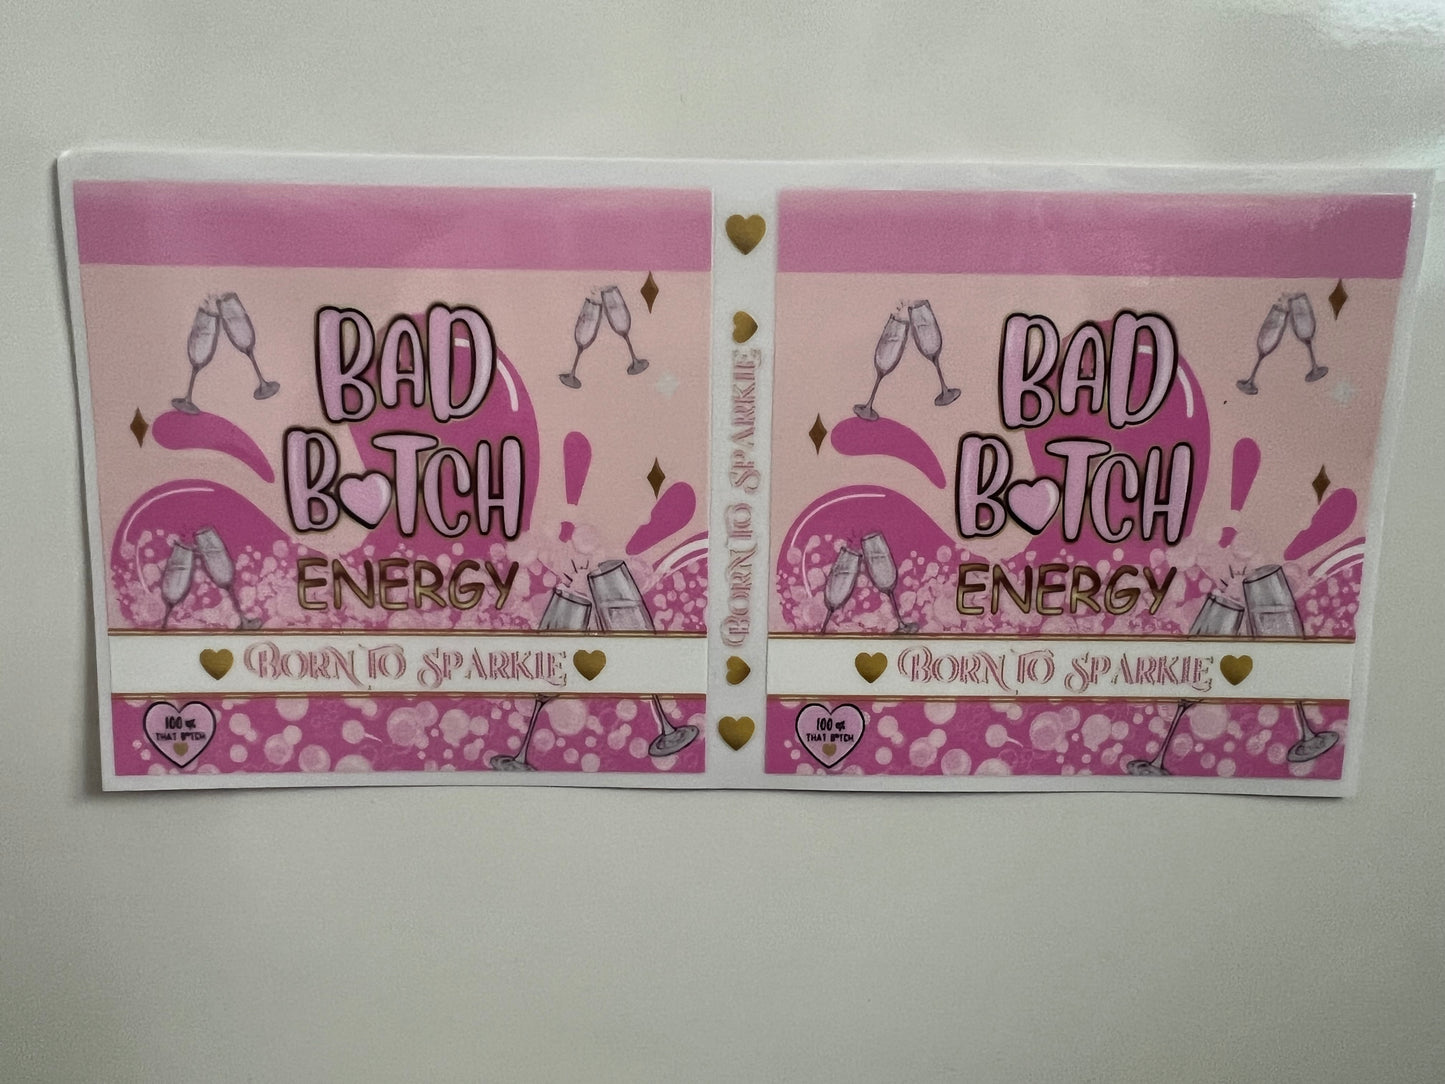 BAD
B♥TCH
ENERGY
BORN TO SPARKLE
100 %
THAT B*TCH
BORN TO SPARKLE
BAD
B♥TCH
ENERGY
BORN TO SPARKLE
100 %
THAT B*TCH